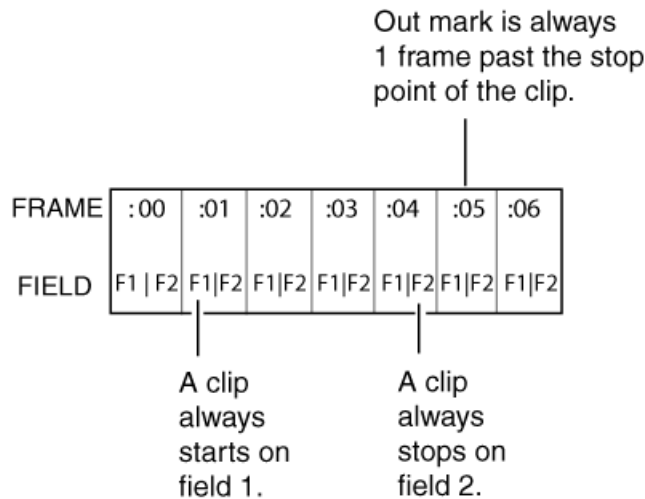 Out mark is always
1 frame past the stop
point of the clip.
FRAME :00 :01 :02 :03 :04 :05 :06
FIELD F1 | F2 F1|F2 F1|F2 F1|F2 F1|F2 F1|F2 F1|F2
A clip
always
starts on
field 1.
A clip
always
stops on
field 2.